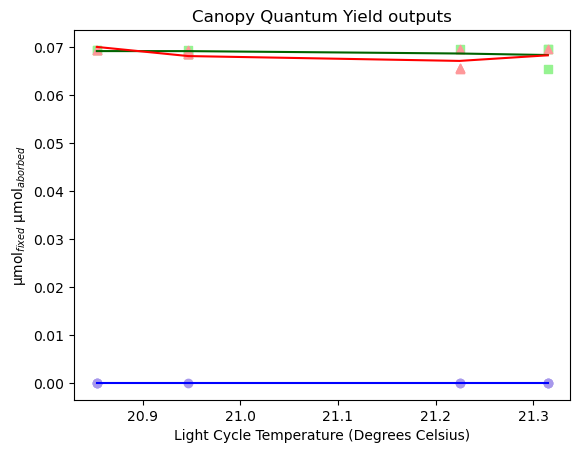 Canopy Quantum Yield outputs
0.07
0.06
0.05
0.04
0.03
0.02
0.01
0.00
µmol_fixed µmol_aborbed
20.9 21.0 21.1 21.2 21.3
Light Cycle Temperature (Degrees Celsius)